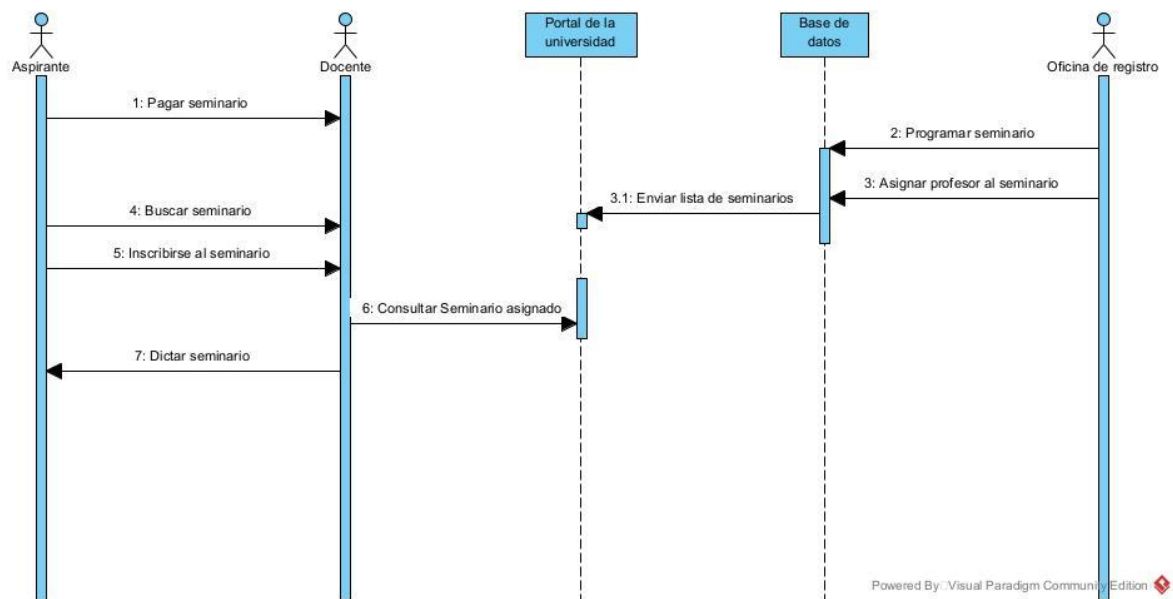 Portal de la
universidad
Base de
datos
Aspirante
Docente
Oficina de registro
1: Pagar seminario
2: Programar seminario
3: Asignar profesor al seminario
3.1: Enviar lista de seminarios
4: Buscar seminario
5: Inscribirse al seminario
6: Consultar Seminario asignado
7: Dictar seminario
Powered By Visual Paradigm Community Edition